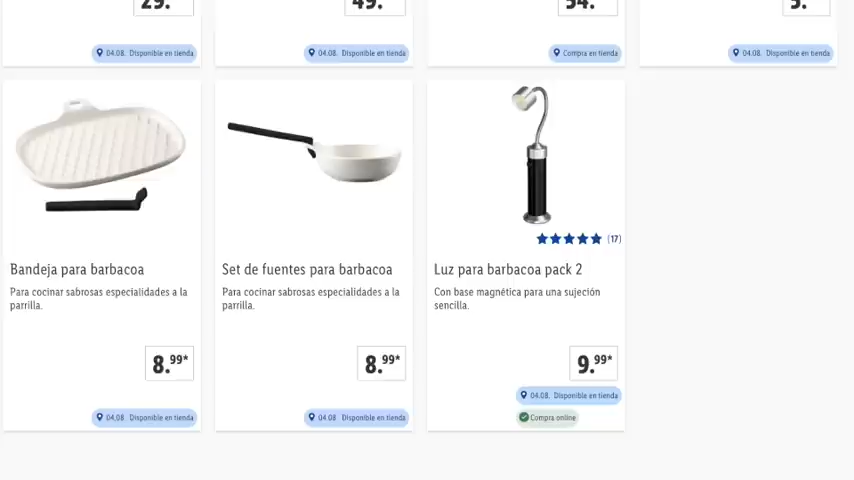 29.
49.
54.
5.
04.08. Disponible en tienda
04.08. Disponible en tienda
Compra en tienda
04.08. Disponible en tienda
(17)
Bandeja para barbacoa
Para cocinar sabrosas especialidades a la
parrilla.
8.99*
04.08. Disponible en tienda
Set de fuentes para barbacoa
Para cocinar sabrosas especialidades a la
parrilla.
8.99*
04.08 Disponible en tienda
Luz para barbacoa pack 2
Con base magnética para una sujeción
sencilla.
9.99*
04.08. Disponible en tienda
Compra online